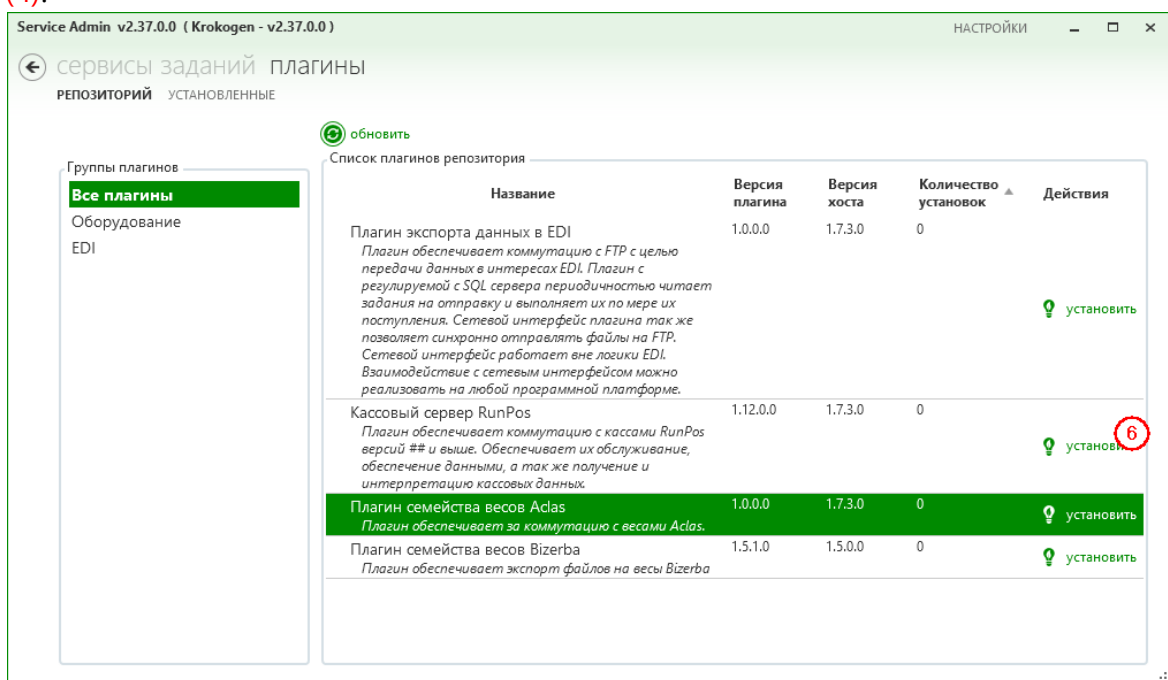 Service Admin v2.37.0.0 ( Krokogen - v2.37.0.0 )
НАСТРОЙКИ
сервисы заданий плагины
РЕПОЗИТОРИЙ УСТАНОВЛЕННЫЕ
обновить
Группы плагинов
Все плагины
Оборудование
EDI
Список плагинов репозитория
Название
Версия
плагина
Версия
хоста
Количество
установок
Действия
Плагин экспорта данных в EDI
1.0.0.0
1.7.3.0
0
Плагин обеспечивает коммутацию с FTP с целью
передачи данных в интересах EDI. Плагин с
регулируемой с SQL сервера периодичностью читает
задания на отправку и выполняет их по мере их
поступления. Сетевой интерфейс плагина так же
позволяет синхронно отправлять файлы на FTP.
Сетевой интерфейс работает вне логики EDI.
Взаимодействие с сетевым интерфейсом можно
реализовать на любой программной платформе.
установить
Кассовый сервер RunPos
1.12.0.0
1.7.3.0
0
Плагин обеспечивает коммутацию с кассами RunPos
версий ## и выше. Обеспечивает их обслуживание,
обеспечение данными, а так же получение и
интерпретацию кассовых данных.
6
Плагин семейства весов Aclas
1.0.0.0
1.7.3.0
0
Плагин обеспечивает за коммутацию с весами Aclas.
установить
Плагин семейства весов Bizerba
1.5.1.0
1.5.0.0
0
Плагин обеспечивает экспорт файлов на весы Bizerba
установить